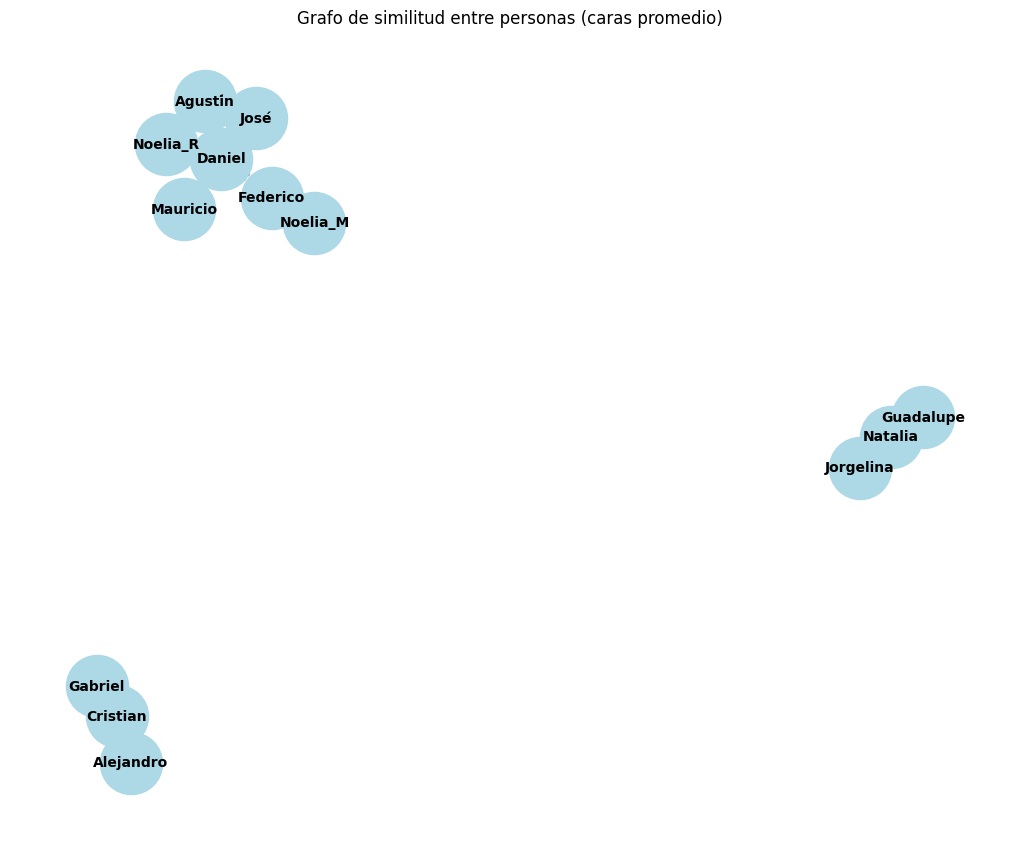 Grafo de similitud entre personas (caras promedio)
Agustín
José
Noelia_R
Daniel
Federico
Mauricio
Noelia_M
Guadalupe
Natalia
Jorgelina
Gabriel
Cristian
Alejandro